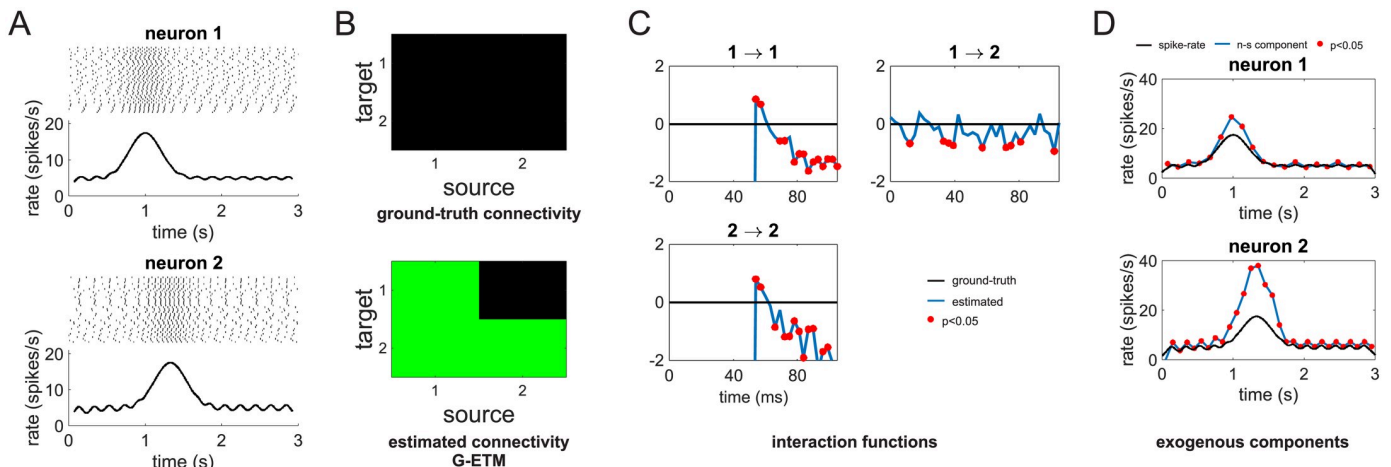 A
neuron 1
rate (spikes/s)
20
10
0
0
1
2
3
time (s)
neuron 2
rate (spikes/s)
20
10
0
0
1
2
3
time (s)
B
target
1
2
1
2
source
ground-truth connectivity
target
1
2
1
2
source
estimated connectivity
G-ETM
C
1 → 1
2
0
-2
0
40
80
1 → 2
2
0
-2
0
40
80
2 → 2
2
0
-2
0
40
80
time (ms)
ground-truth
estimated
p<0.05
interaction functions
D
spike-rate
n-s component
p<0.05
neuron 1
rate (spikes/s)
40
20
0
0
1
2
3
time (s)
neuron 2
rate (spikes/s)
40
20
0
0
1
2
3
time (s)
exogenous components